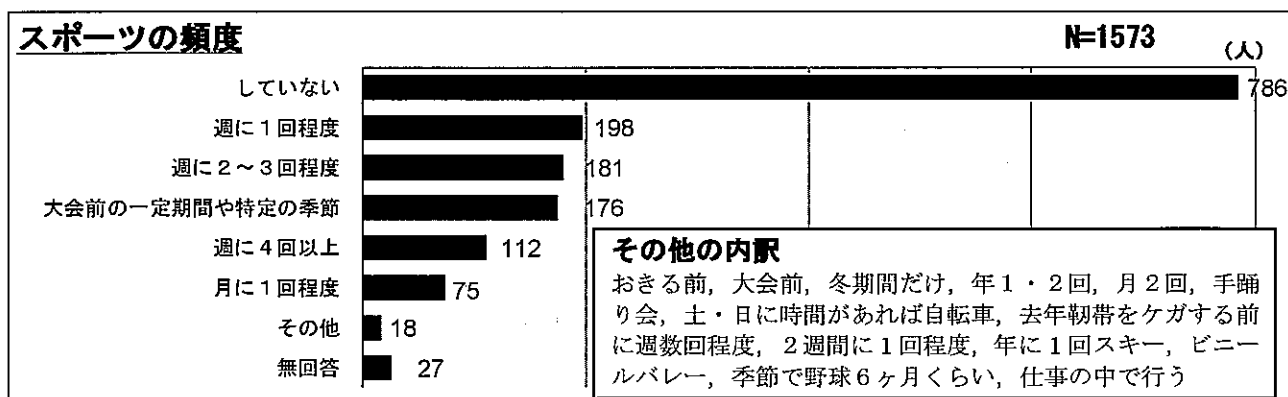 スポーツの頻度
N=1573
(人)
していない 786
週に1回程度 198
週に2～3回程度 181
大会前の一定期間や特定の季節 176
週に4回以上 112
月に1回程度 75
その他 18
無回答 27
その他の内訳
おきる前，大会前，冬期間だけ，年1・2回，月2回，手踊
り会，土・日に時間があれば自転車，去年靭帯をケガする前
に週数回程度，2週間に1回程度，年に1回スキー，ビニー
ルバレー，季節で野球6ヶ月くらい，仕事の中で行う